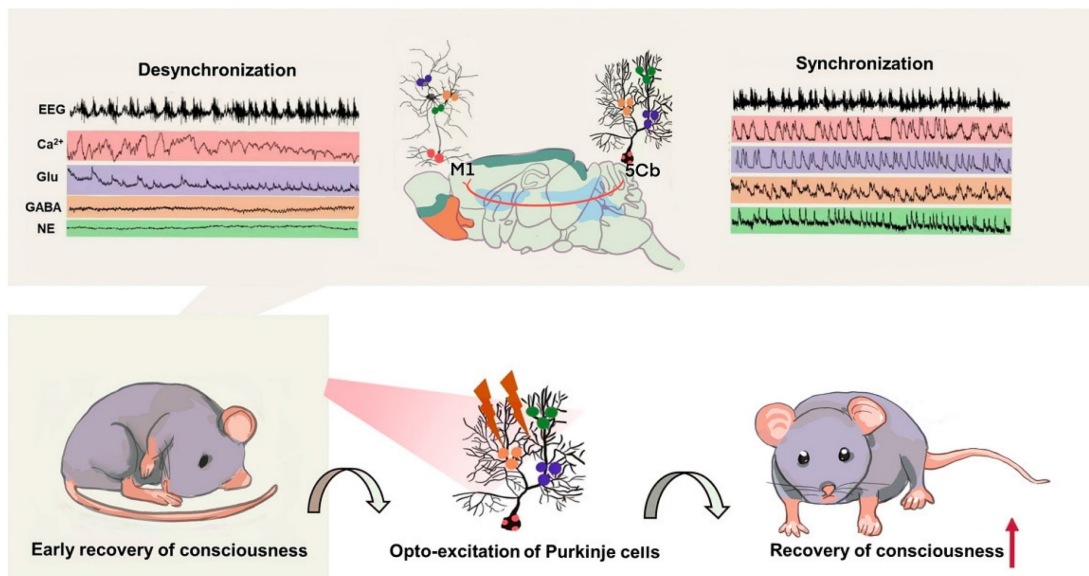 Desynchronization
Synchronization
EEG
Ca²⁺
Glu
GABA
NE
M1
5Cb
Early recovery of consciousness
Opto-excitation of Purkinje cells
Recovery of consciousness